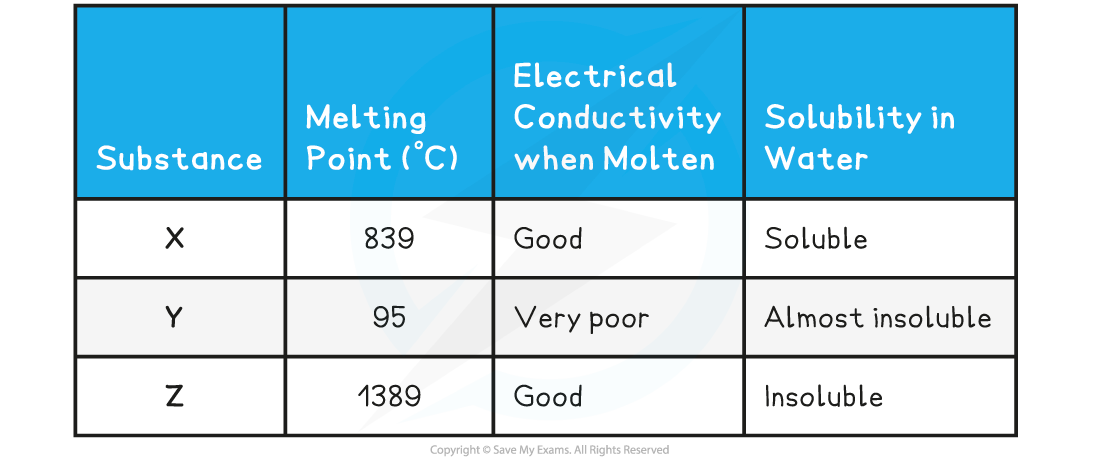 Substance
Melting
Point (°C)
Electrical
Conductivity
when Molten
Solubility in
Water
X 839 Good Soluble
Y 95 Very poor Almost insoluble
Z 1389 Good Insoluble
Copyright © Save My Exams. All Rights Reserved